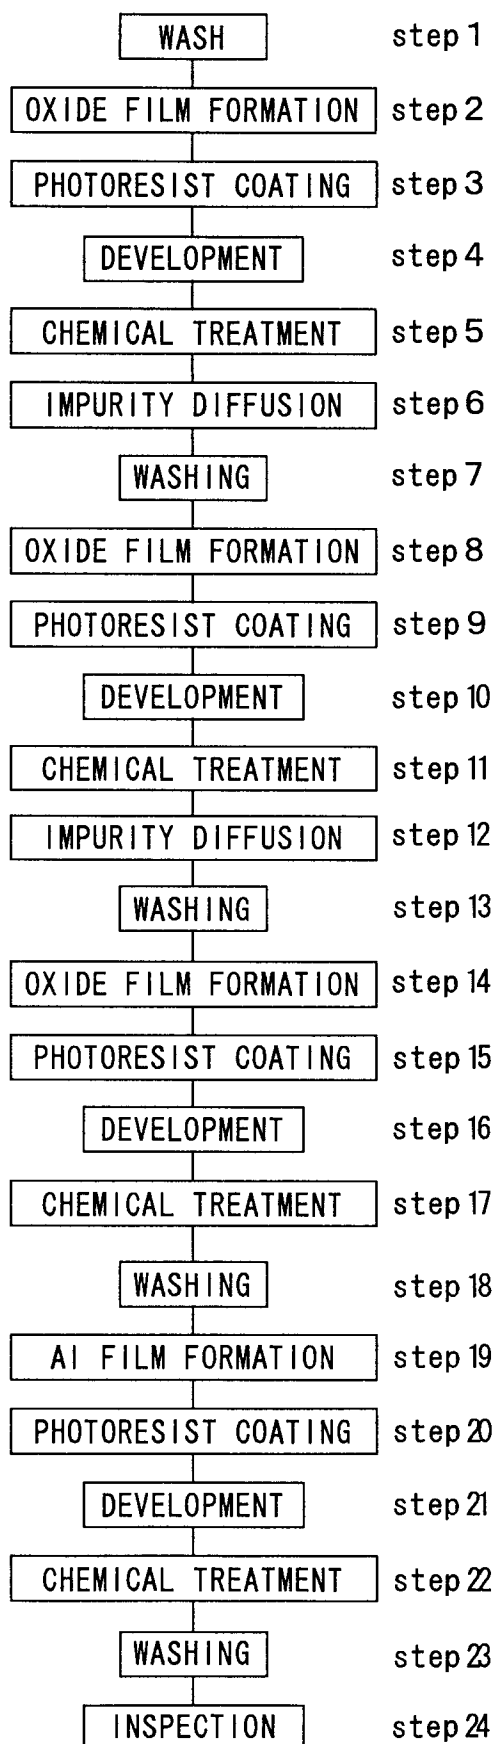 WASH step 1
OXIDE FILM FORMATION step 2
PHOTORESIST COATING step 3
DEVELOPMENT step 4
CHEMICAL TREATMENT step 5
IMPURITY DIFFUSION step 6
WASHING step 7
OXIDE FILM FORMATION step 8
PHOTORESIST COATING step 9
DEVELOPMENT step 10
CHEMICAL TREATMENT step 11
IMPURITY DIFFUSION step 12
WASHING step 13
OXIDE FILM FORMATION step 14
PHOTORESIST COATING step 15
DEVELOPMENT step 16
CHEMICAL TREATMENT step 17
WASHING step 18
Al FILM FORMATION step 19
PHOTORESIST COATING step 20
DEVELOPMENT step 21
CHEMICAL TREATMENT step 22
WASHING step 23
INSPECTION step 24